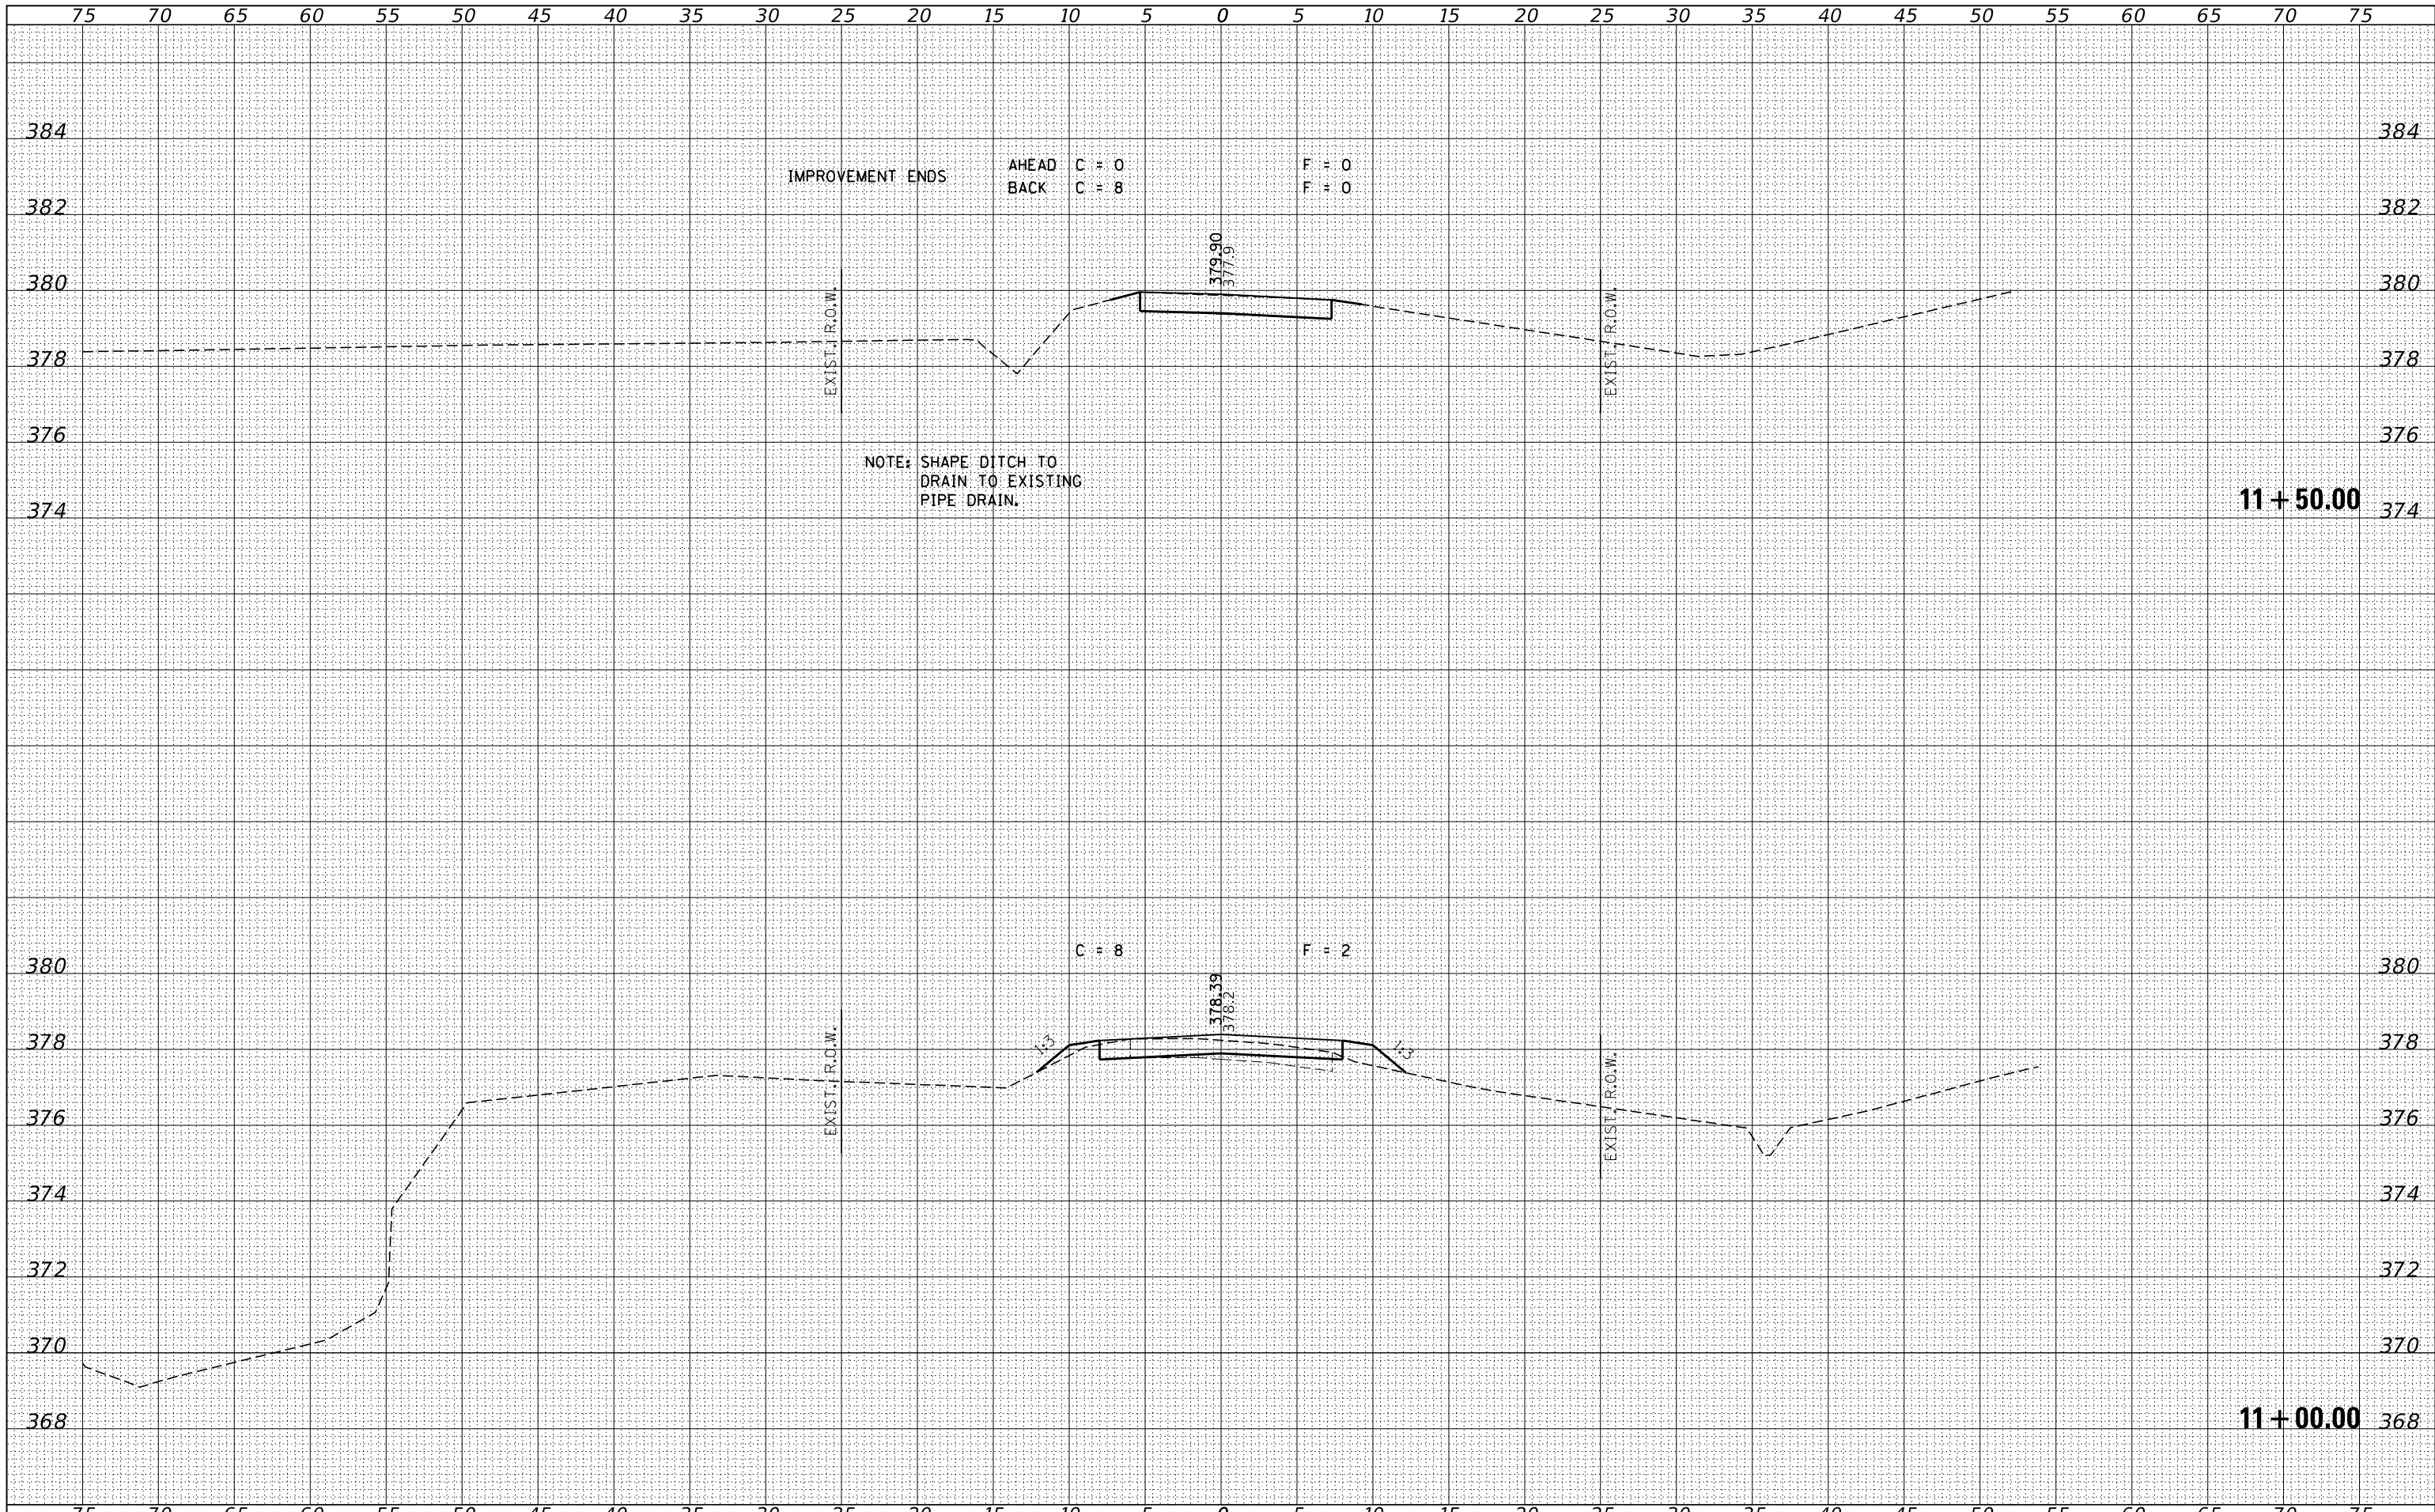 75 70 65 60 55 50 45 40 35 30 25 20 15 10 5 0 5 10 15 20 25 30 35 40 45 50 55 60 65 70 75
384 384
IMPROVEMENT ENDS AHEAD C = 0 F = 0
BACK C = 8 F = 0
382 382
379.90
377.9
380 380
EXIST. R.O.W. EXIST. R.O.W.
378 378
376 376
NOTE: SHAPE DITCH TO
DRAIN TO EXISTING
PIPE DRAIN.
11+50.00
374 374
C = 8 F = 2
380 380
378.39
378.2
1:3 1:3
378 378
EXIST. R.O.W. EXIST. R.O.W.
376 376
374 374
372 372
370 370
11+00.00
368 368
75 70 65 60 55 50 45 40 35 30 25 20 15 10 5 0 5 10 15 20 25 30 35 40 45 50 55 60 65 70 75